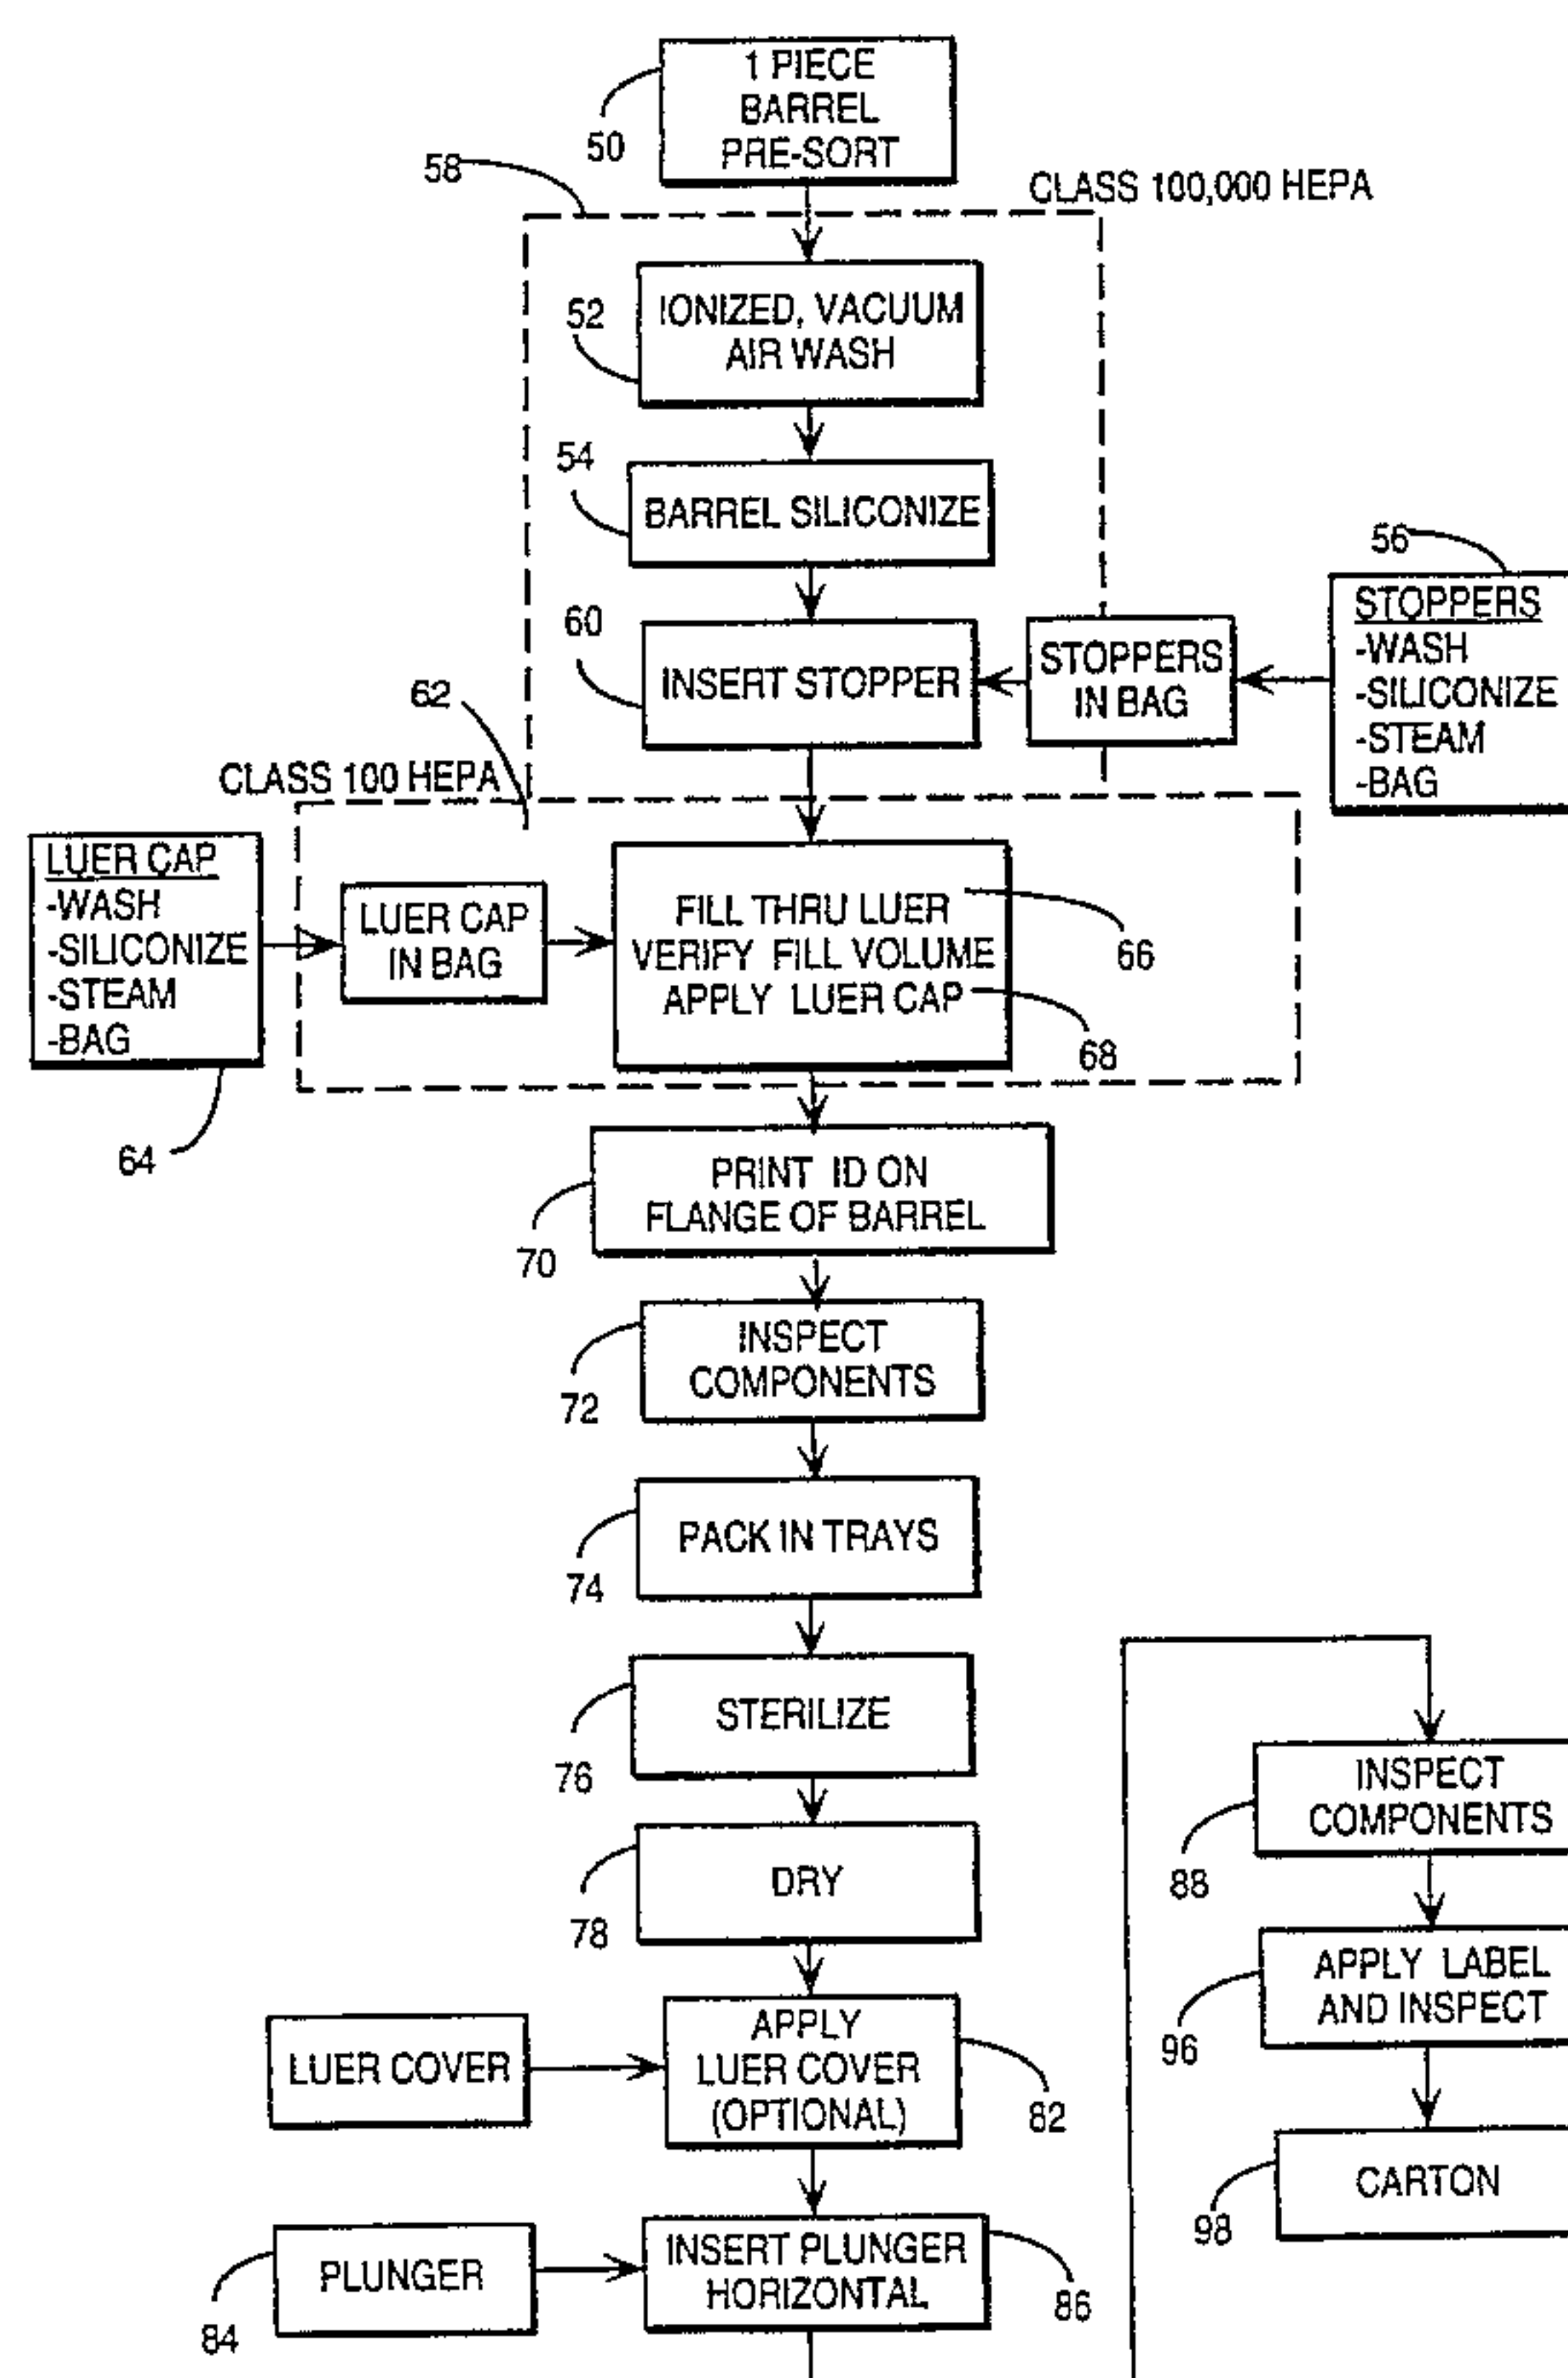 1 PIECE
BARREL
PRE-SORT
50
58
CLASS 100,000 HEPA
IONIZED, VACUUM
AIR WASH
52
BARREL SILICONIZE
54
56
STOPPERS
-WASH
-SILICONIZE
-STEAM
-BAG
STOPPERS
IN BAG
INSERT STOPPER
60
62
CLASS 100 HEPA
LUER CAP
-WASH
-SILICONIZE
-STEAM
-BAG
64
LUER CAP
IN BAG
FILL THRU LUER
VERIFY FILL VOLUME
APPLY LUER CAP
66
68
PRINT ID ON
FLANGE OF BARREL
70
INSPECT
COMPONENTS
72
PACK IN TRAYS
74
STERILIZE
76
DRY
78
LUER COVER
APPLY
LUER COVER
(OPTIONAL)
82
PLUNGER
84
INSERT PLUNGER
HORIZONTAL
86
INSPECT
COMPONENTS
88
APPLY LABEL
AND INSPECT
96
CARTON
98